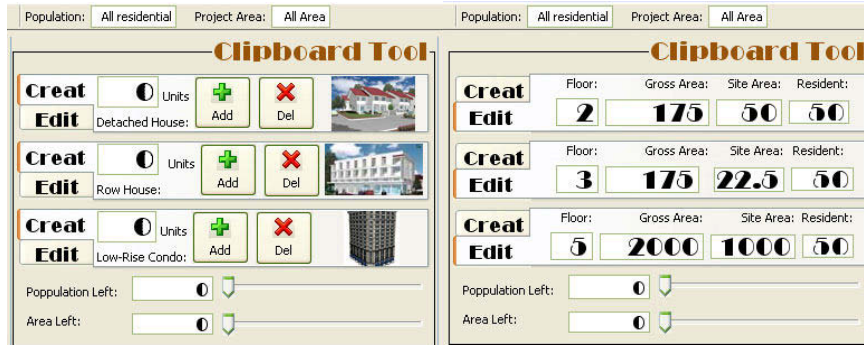 Population: All residential Project Area: All Area
Clipboard Tool
Creat 0 Units Add Del
Edit Detached House:
Creat 0 Units Add Del
Edit Row House:
Creat 0 Units Add Del
Edit Low-Rise Condo:
Poppulation Left: 0
Area Left: 0
Population: All residential Project Area: All Area
Clipboard Tool
Floor: Gross Area: Site Area: Resident:
Creat
Edit 2 175 50 50
Floor: Gross Area: Site Area: Resident:
Creat
Edit 3 175 22.5 50
Floor: Gross Area: Site Area: Resident:
Creat
Edit 5 2000 1000 50
Poppulation Left: 0
Area Left: 0